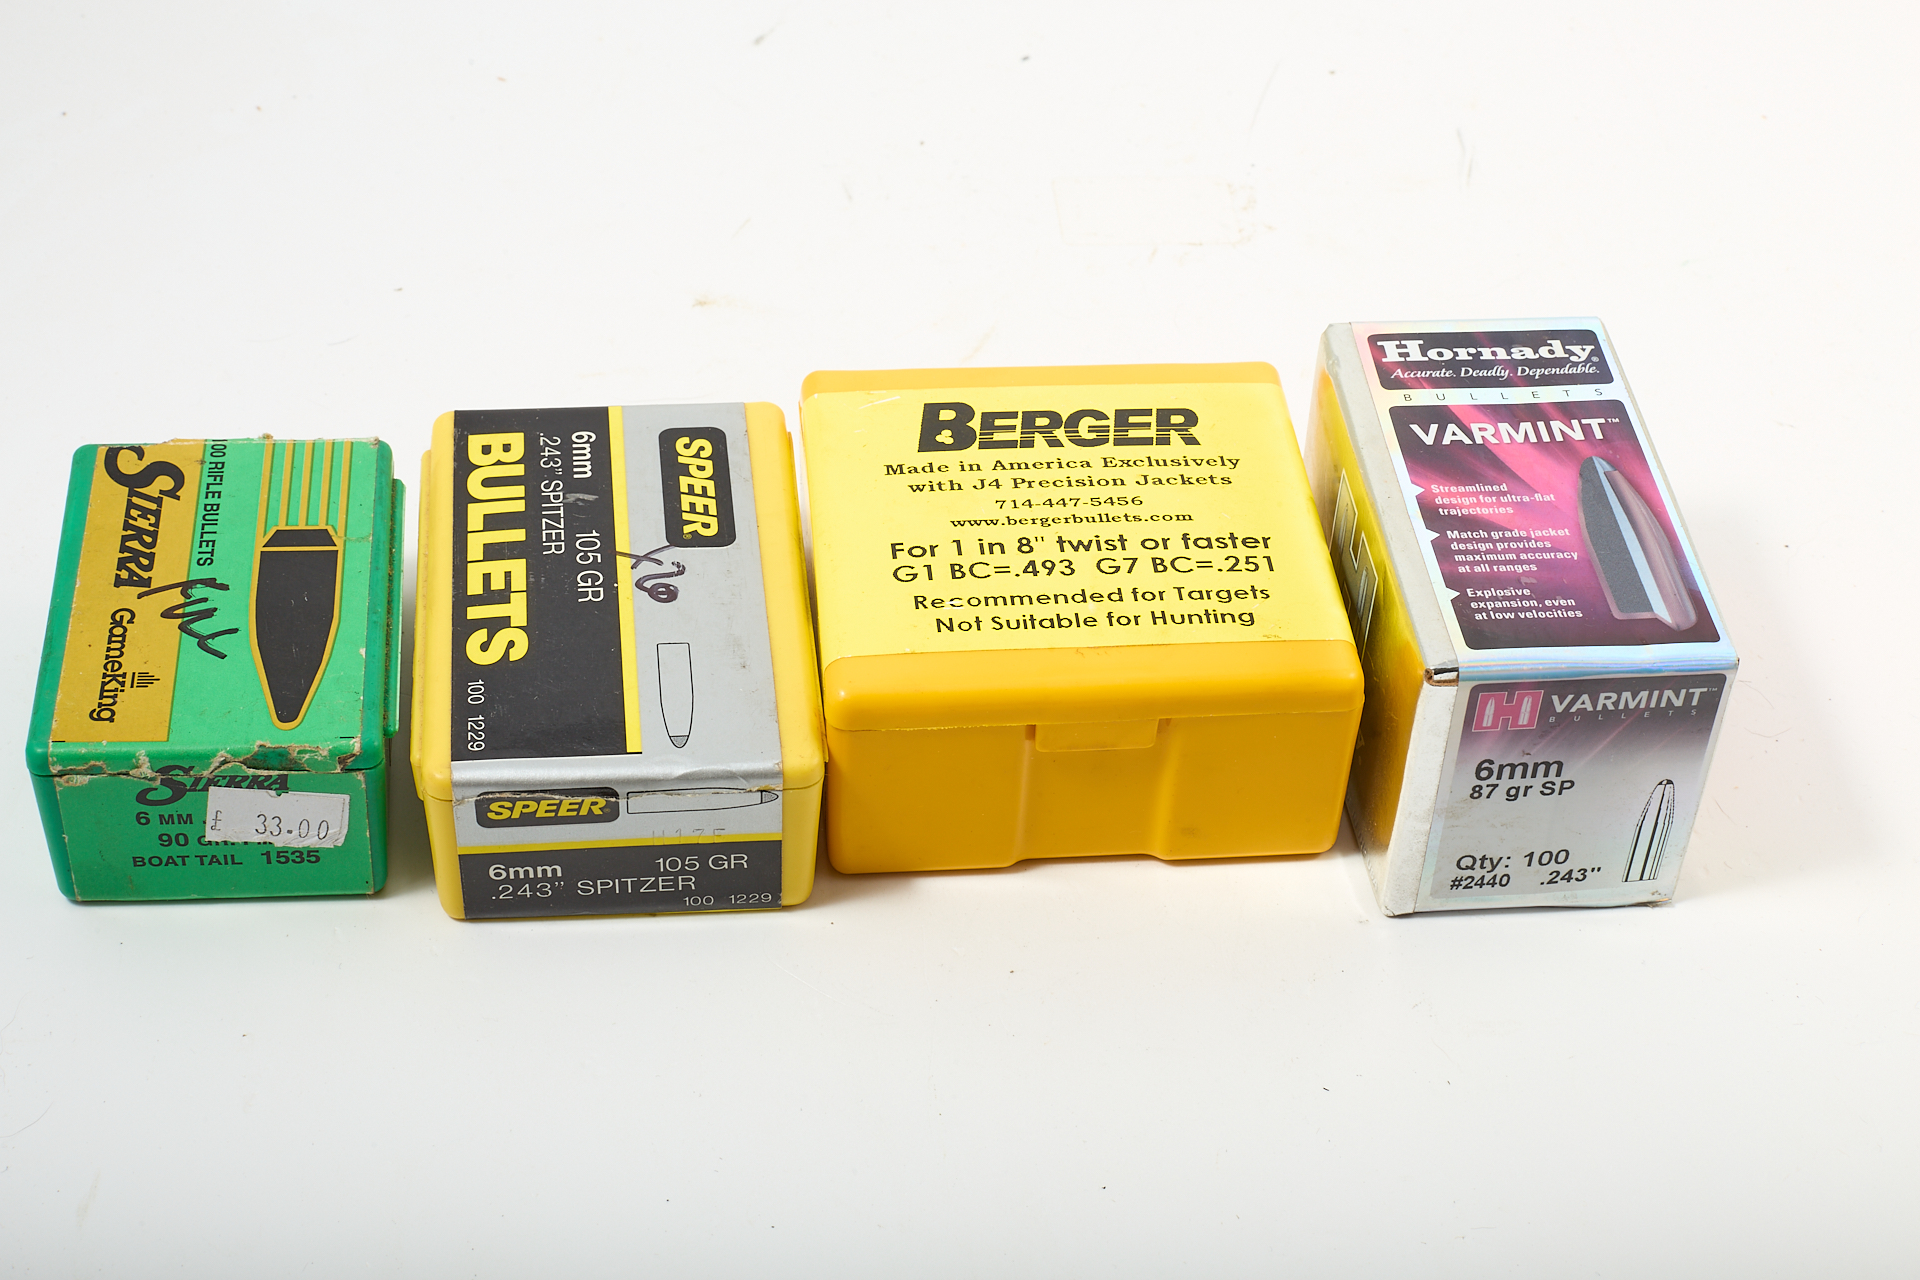 100 RIFLE BULLETS
SIERRA
GameKing
FULL
SIERRA
6 MM
£ 33.00
90 GR.
BOAT TAIL 1535
SPEER
6mm 105 GR
.243" SPITZER
BULLETS
100 1229
SPEER
6mm 105 GR
.243" SPITZER
100 1229
BERGER
Made in America Exclusively
with J4 Precision Jackets
714-447-5456
www.bergerbullets.com
For 1 in 8" twist or faster
G1 BC=.493 G7 BC=.251
Recommended for Targets
Not Suitable for Hunting
Hornady®
Accurate. Deadly. Dependable.
BULLETS
VARMINT™
Streamlined
design for ultra-flat
trajectories
Match grade jacket
design provides
maximum accuracy
at all ranges
Explosive
expansion, even
at low velocities
H VARMINT™
BULLETS
6mm
87 gr SP
Qty: 100
#2440 .243"